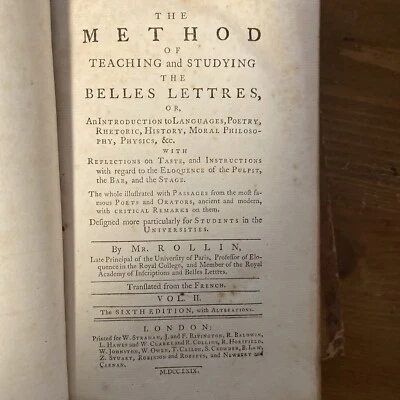 THE
METHOD
OF
TEACHING and STUDYING
THE
BELLES LETTRES,
OR,
An INTRODUCTION to LANGUAGES, POETRY,
RHETORIC, HISTORY, MORAL PHILOSO-
PHY, PHYSICS, &c.
WITH
REFLECTIONS on TASTE, and INSTRUCTIONS
with regard to the ELOQUENCE of the PULPIT,
the BAR, and the STAGE.
The whole illustrated with PASSAGES from the most fa-
mous POETS and ORATORS, ancient and modern,
with CRITICAL REMARKS on them.
Designed more particularly for STUDENTS in the
UNIVERSITIES.
By Mr. ROLLIN,
Late Principal of the University of Paris, Professor of Elo-
quence in the Royal College, and Member of the Royal
Academy of Inscriptions and Belles Lettres.
Translated from the FRENCH.
VOL. II.
The SIXTH EDITION, with ALTERATIONS.
LONDON:
Printed for W. STRAHAN, J. and F. RIVINGTON, R. BALDWIN,
L. HAWES and W. CLARKE and R. COLLINS, R. HORSFIELD,
W. JOHNSTON, W. OWEN, T. CASLON, S. CROWDER, B. LAW,
Z. STUART, ROBINSON and ROBERTS, and NEWBERY and
CARNAN.
M.DCC.LXIX.